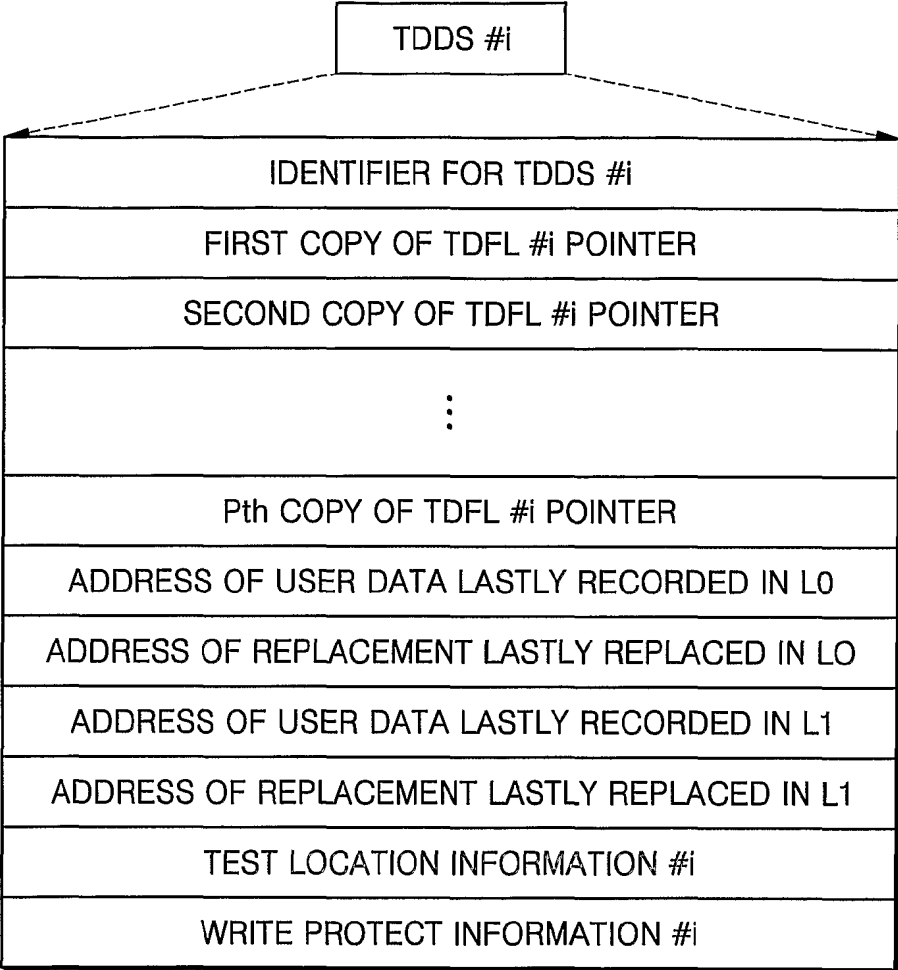 TDDS #i
IDENTIFIER FOR TDDS #i
FIRST COPY OF TDFL #i POINTER
SECOND COPY OF TDFL #i POINTER
⋮
Pth COPY OF TDFL #i POINTER
ADDRESS OF USER DATA LASTLY RECORDED IN L0
ADDRESS OF REPLACEMENT LASTLY REPLACED IN LO
ADDRESS OF USER DATA LASTLY RECORDED IN L1
ADDRESS OF REPLACEMENT LASTLY REPLACED IN L1
TEST LOCATION INFORMATION #i
WRITE PROTECT INFORMATION #i